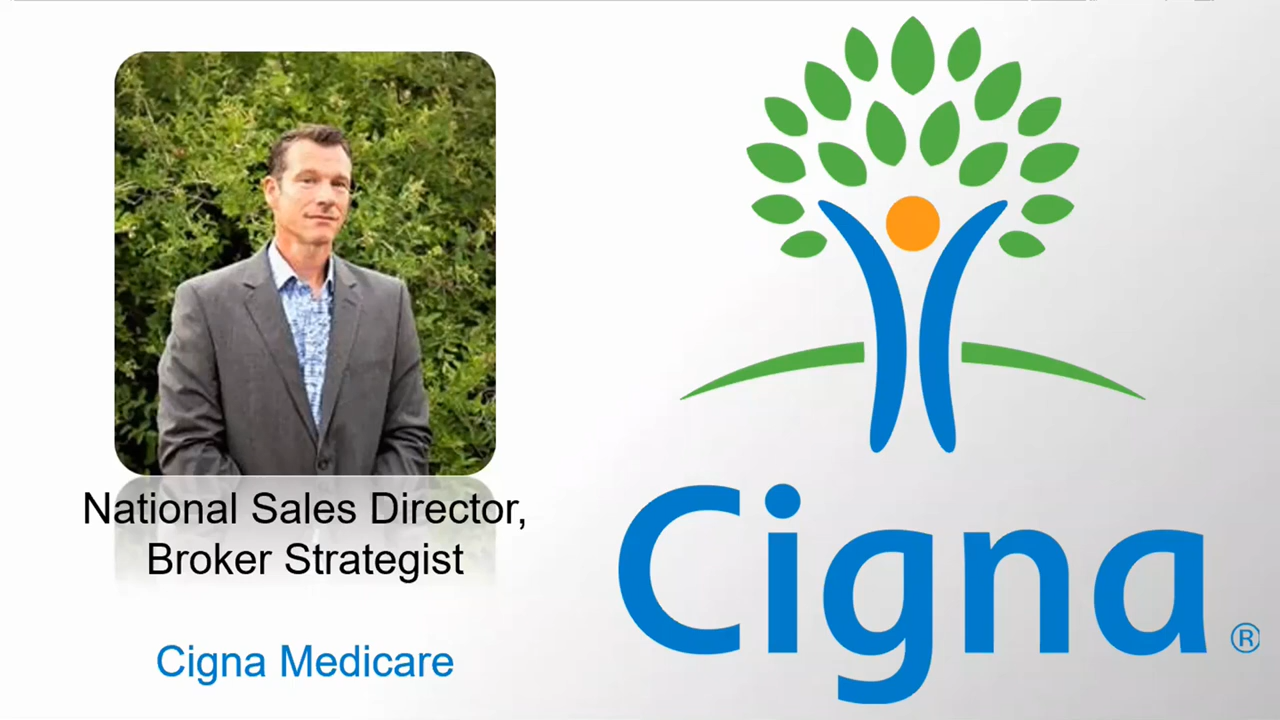 National Sales Director,
Broker Strategist
Cigna Medicare
Cigna®